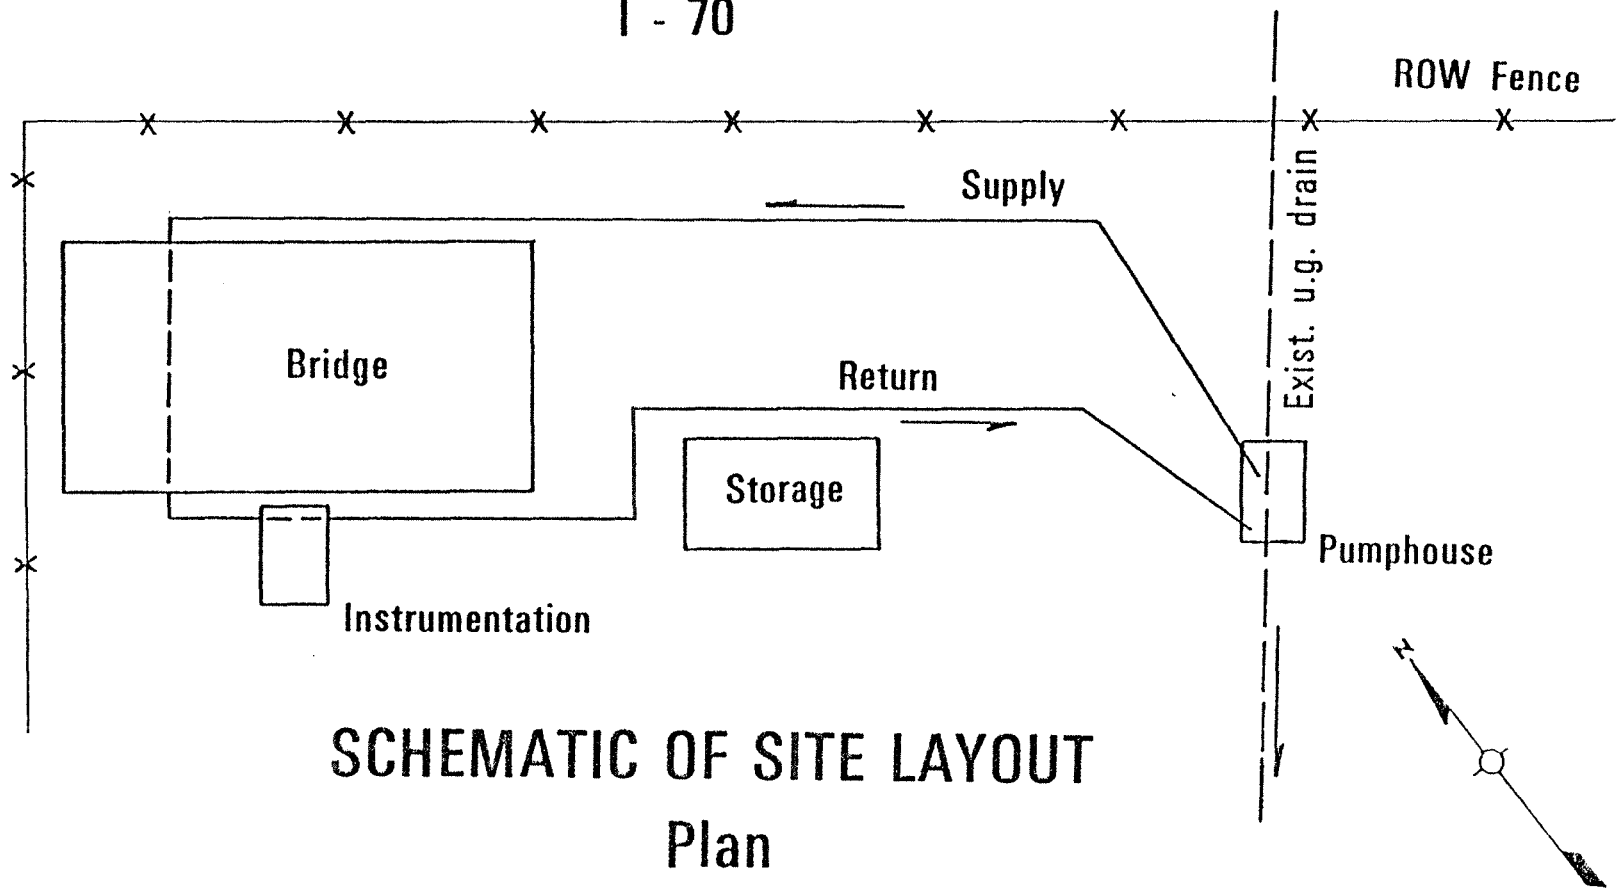 I - 70
ROW Fence
Supply
Exist. u.g. drain
Bridge
Return
Storage
Pumphouse
Instrumentation
N
SCHEMATIC OF SITE LAYOUT
Plan